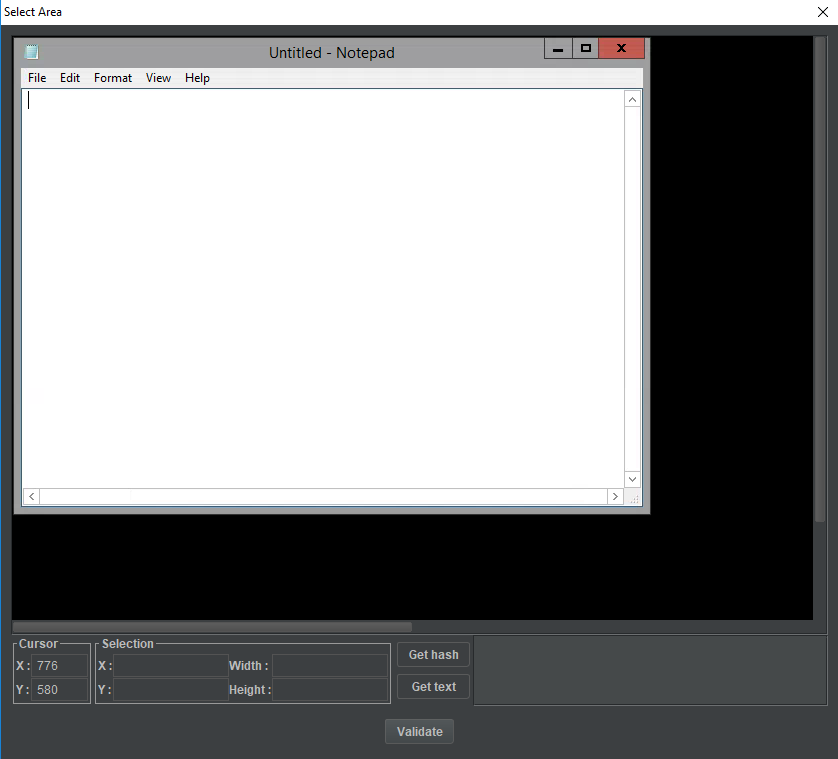 Select Area
Untitled - Notepad
File Edit Format View Help
Cursor
X : 776
Y : 580
Selection
X : Width :
Y : Height :
Get hash
Get text
Validate